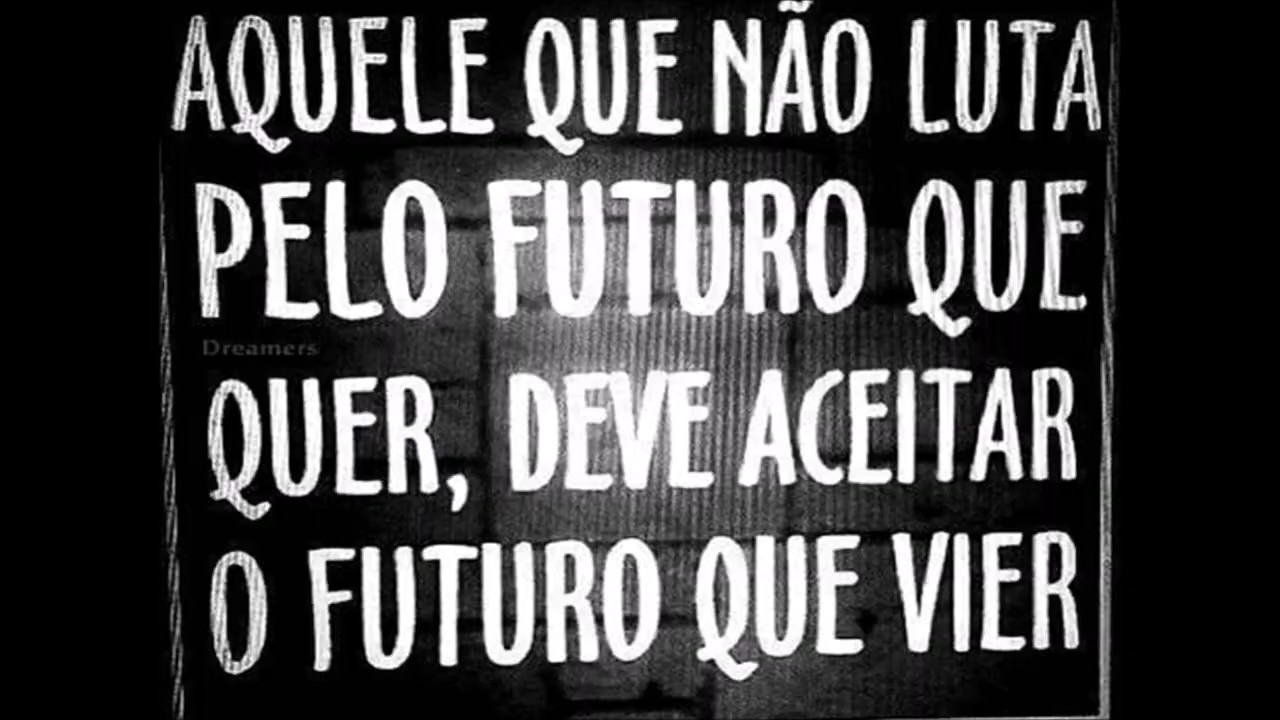 AQUELE QUE NÃO LUTA
PELO FUTURO QUE
Dreamers
QUER, DEVE ACEITAR
O FUTURO QUE VIER